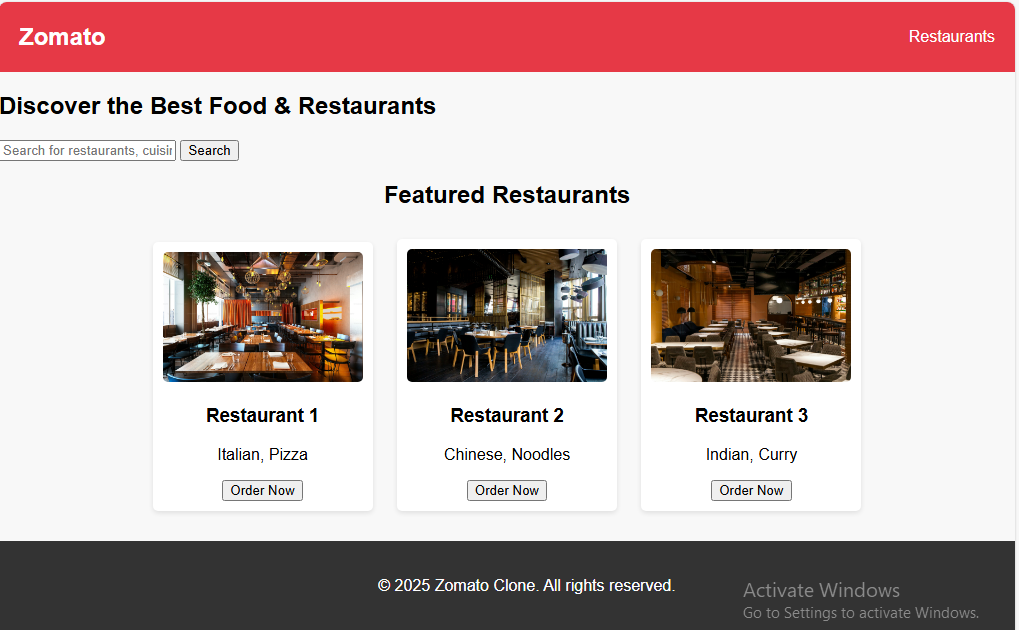 Zomato
Restaurants
Discover the Best Food & Restaurants
Search for restaurants, cuisin
Search
Featured Restaurants
Restaurant 1
Italian, Pizza
Order Now
Restaurant 2
Chinese, Noodles
Order Now
Restaurant 3
Indian, Curry
Order Now
© 2025 Zomato Clone. All rights reserved.
Activate Windows
Go to Settings to activate Windows.